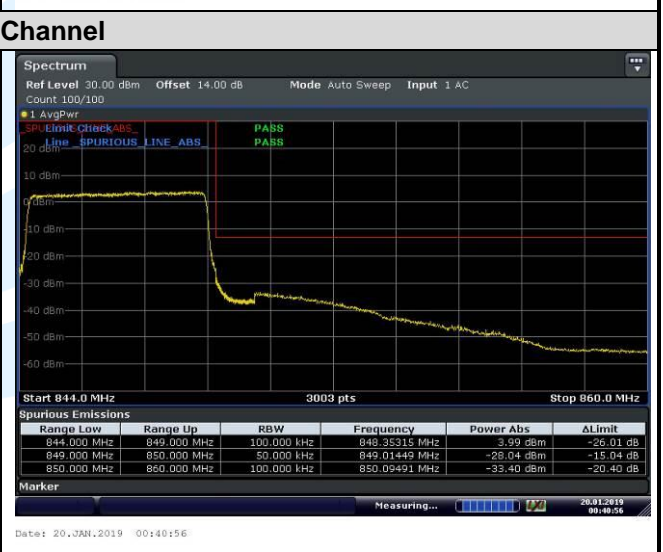 Channel
Spectrum
Ref Level 30.00 dBm Offset 14.00 dB Mode Auto Sweep Input 1 AC
Count 100/100
1 AvgPwr
Limit Check PASS
Line _SPURIOUS_LINE_ABS_ PASS
20 dBm
10 dBm
0 dBm
-10 dBm
-20 dBm
-30 dBm
-40 dBm
-50 dBm
-60 dBm
Start 844.0 MHz 3003 pts Stop 860.0 MHz
Spurious Emissions
Range Low Range Up RBW Frequency Power Abs ΔLimit
844.000 MHz 849.000 MHz 100.000 kHz 848.35315 MHz 3.99 dBm -26.01 dB
849.000 MHz 850.000 MHz 50.000 kHz 849.01449 MHz -28.04 dBm -15.04 dB
850.000 MHz 860.000 MHz 100.000 kHz 850.09491 MHz -33.40 dBm -20.40 dB
Marker
Measuring... 20.01.2019
00:40:56
Date: 20.JAN.2019 00:40:56